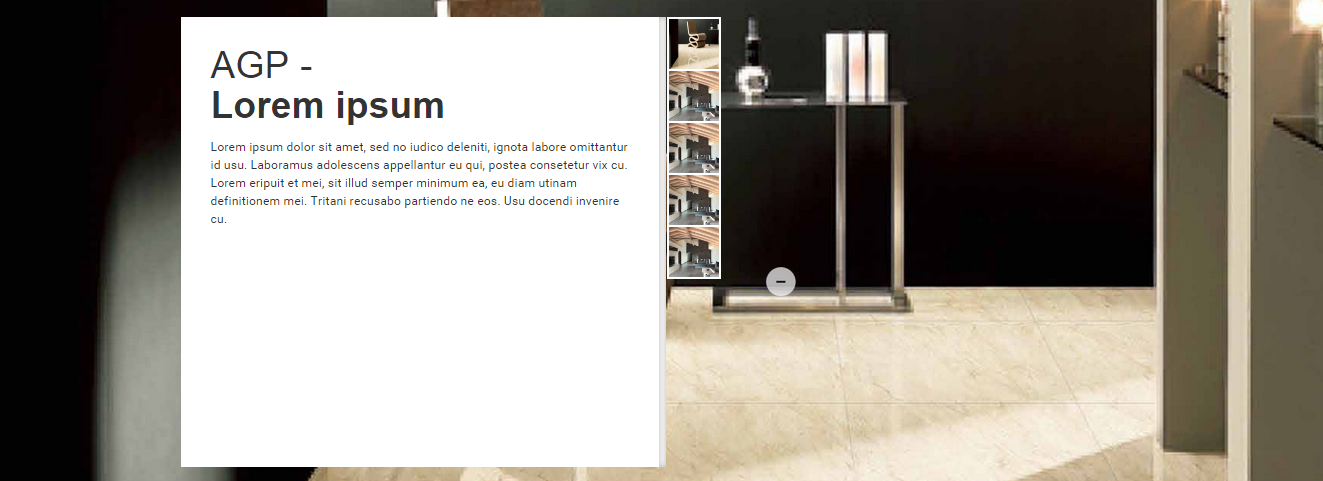 AGP -
Lorem ipsum
Lorem ipsum dolor sit amet, sed no iudico deleniti, ignota labore omittantur
id usu. Laboramus adolescens appellantur eu qui, postea consetetur vix cu.
Lorem eripuit et mei, sit illud semper minimum ea, eu diam utinam
definitionem mei. Tritani recusabo partiendo ne eos. Usu docendi invenire
cu.